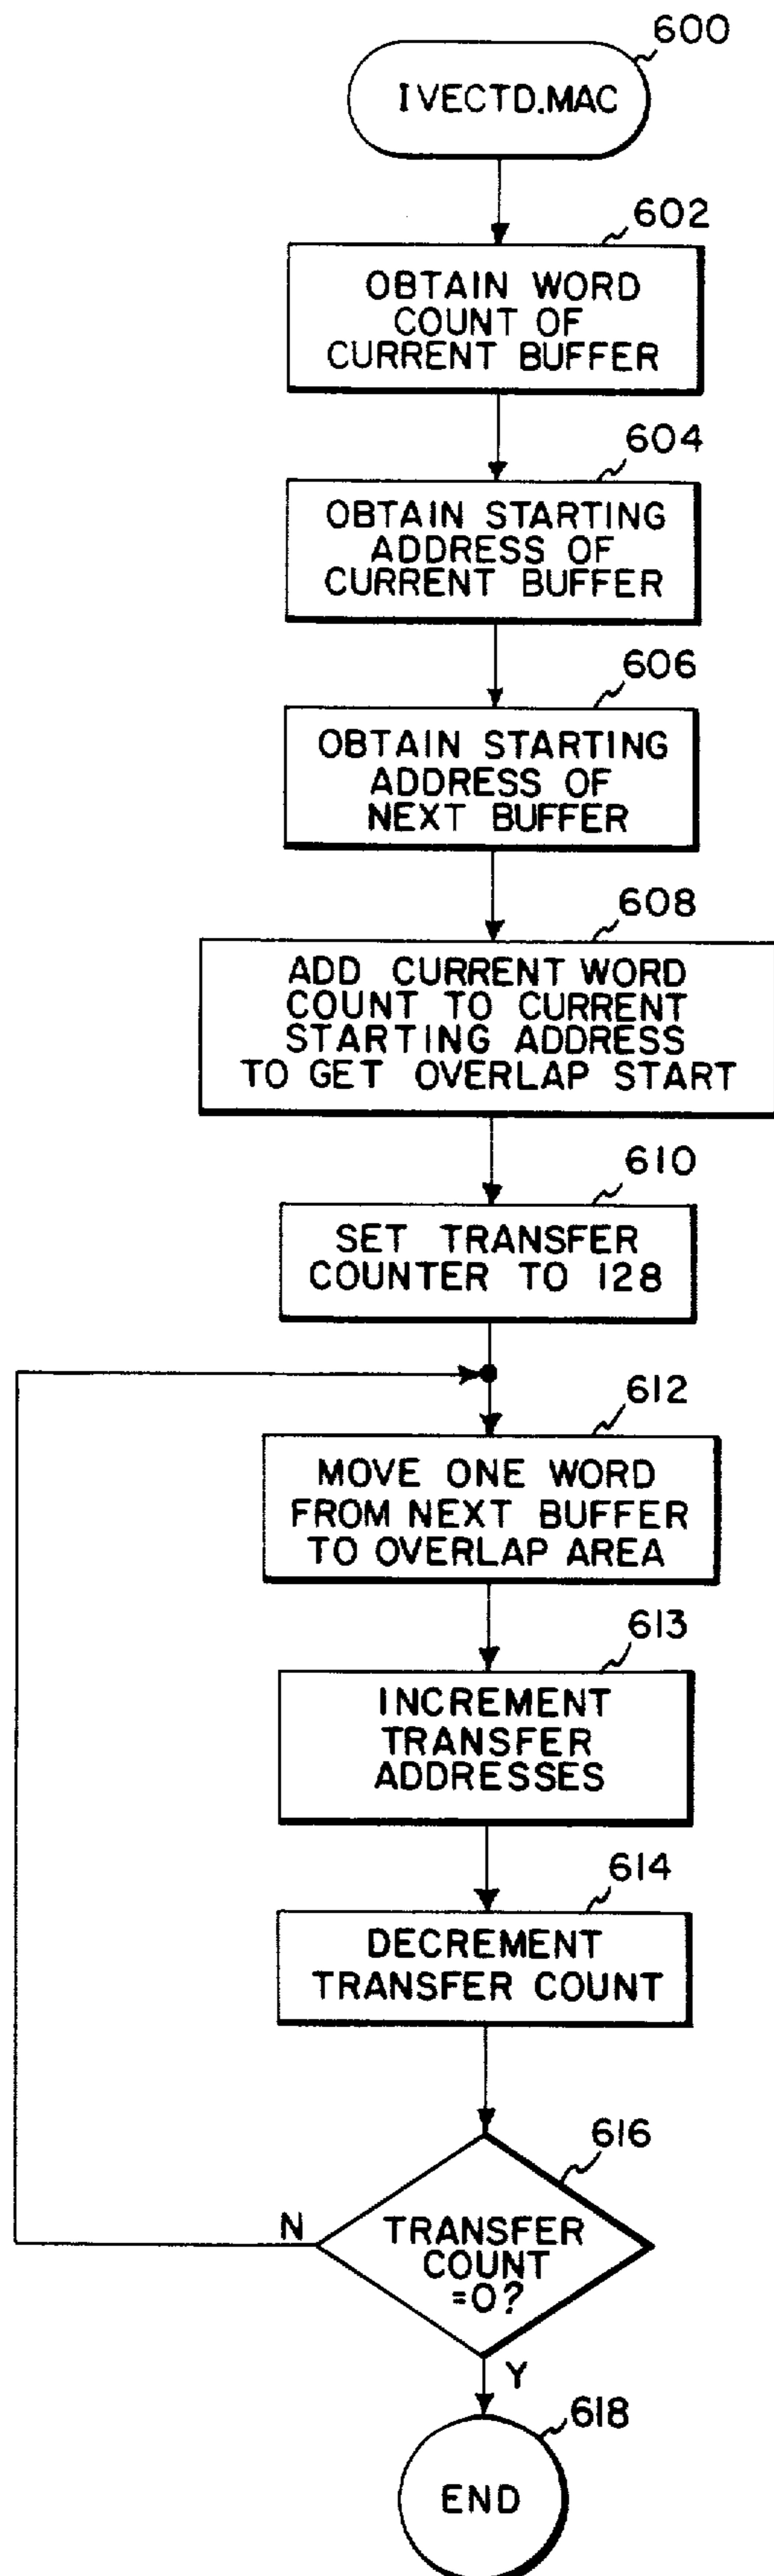 600
IVECTD.MAC
602
OBTAIN WORD
COUNT OF
CURRENT BUFFER
604
OBTAIN STARTING
ADDRESS OF
CURRENT BUFFER
606
OBTAIN STARTING
ADDRESS OF
NEXT BUFFER
608
ADD CURRENT WORD
COUNT TO CURRENT
STARTING ADDRESS
TO GET OVERLAP START
610
SET TRANSFER
COUNTER TO 128
612
MOVE ONE WORD
FROM NEXT BUFFER
TO OVERLAP AREA
613
INCREMENT
TRANSFER
ADDRESSES
614
DECREMENT
TRANSFER COUNT
616
N
TRANSFER
COUNT
=0?
Y
618
END